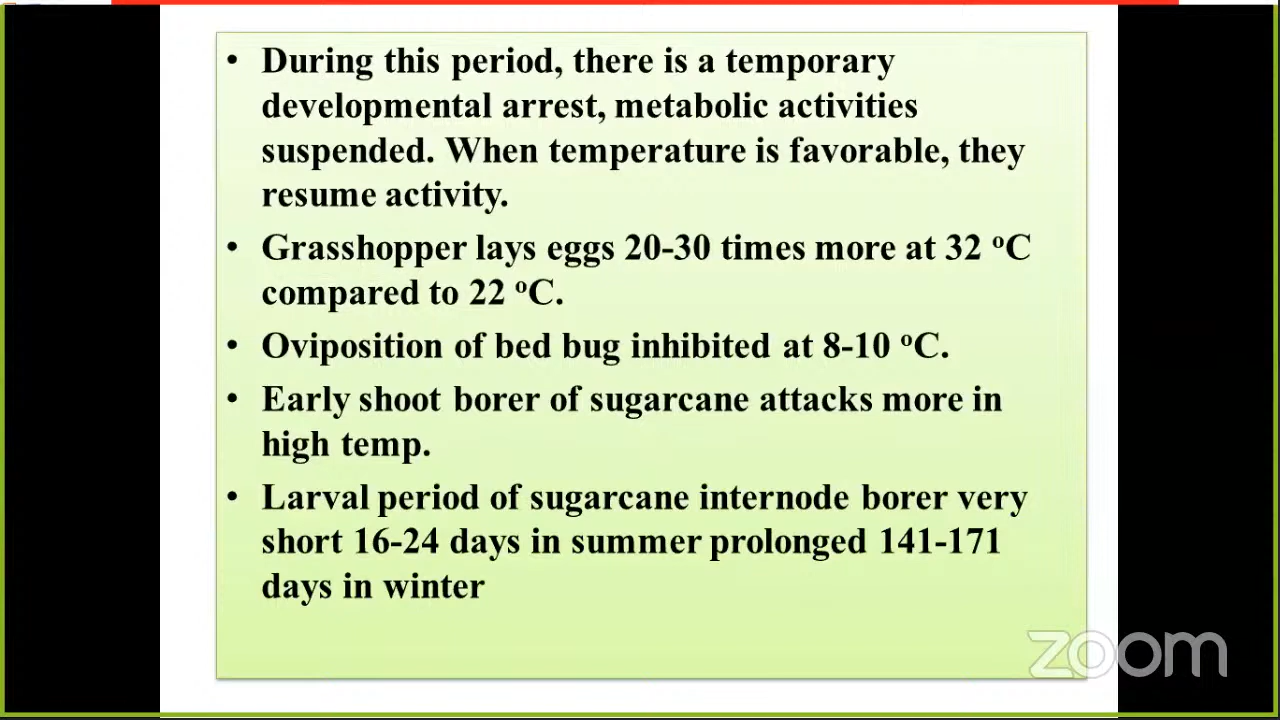 • During this period, there is a temporary
developmental arrest, metabolic activities
suspended. When temperature is favorable, they
resume activity.
• Grasshopper lays eggs 20-30 times more at 32 ºC
compared to 22 ºC.
• Oviposition of bed bug inhibited at 8-10 ºC.
• Early shoot borer of sugarcane attacks more in
high temp.
• Larval period of sugarcane internode borer very
short 16-24 days in summer prolonged 141-171
days in winter
zoom